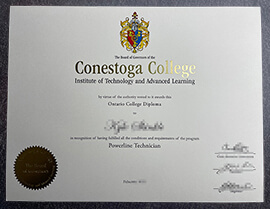 The Board of Governors of the
Conestoga College
Institute of Technology and Advanced Learning
by virtue of the authority vested in it awards this
Ontario College Diploma
to
in recognition of having fulfilled all the conditions and requirements of the program
Powerline Technician